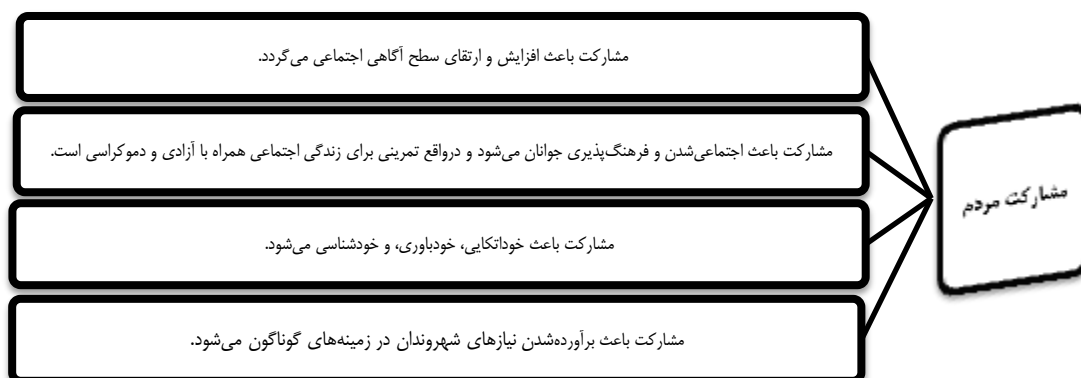 مشارکت مردم
مشارکت باعث افزایش و ارتقای سطح آگاهی اجتماعی می‌گردد.
مشارکت باعث اجتماعی‌شدن و فرهنگ‌پذیری جوانان می‌شود و درواقع تمرینی برای زندگی اجتماعی همراه با آزادی و دموکراسی است.
مشارکت باعث خوداتکایی، خودباوری، و خودشناسی می‌شود.
مشارکت باعث برآورده‌شدن نیازهای شهروندان در زمینه‌های گوناگون می‌شود.